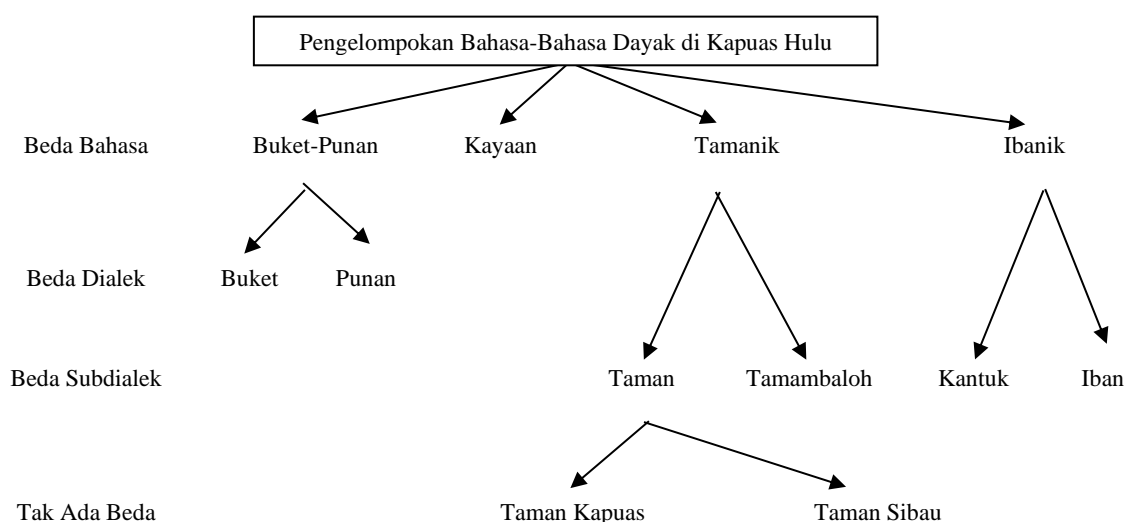 Pengelompokan Bahasa-Bahasa Dayak di Kapuas Hulu
Beda Bahasa Buket-Punan Kayaan Tamanik Ibanik
Beda Dialek Buket Punan
Beda Subdialek Taman Tamambaloh Kantuk Iban
Tak Ada Beda Taman Kapuas Taman Sibau